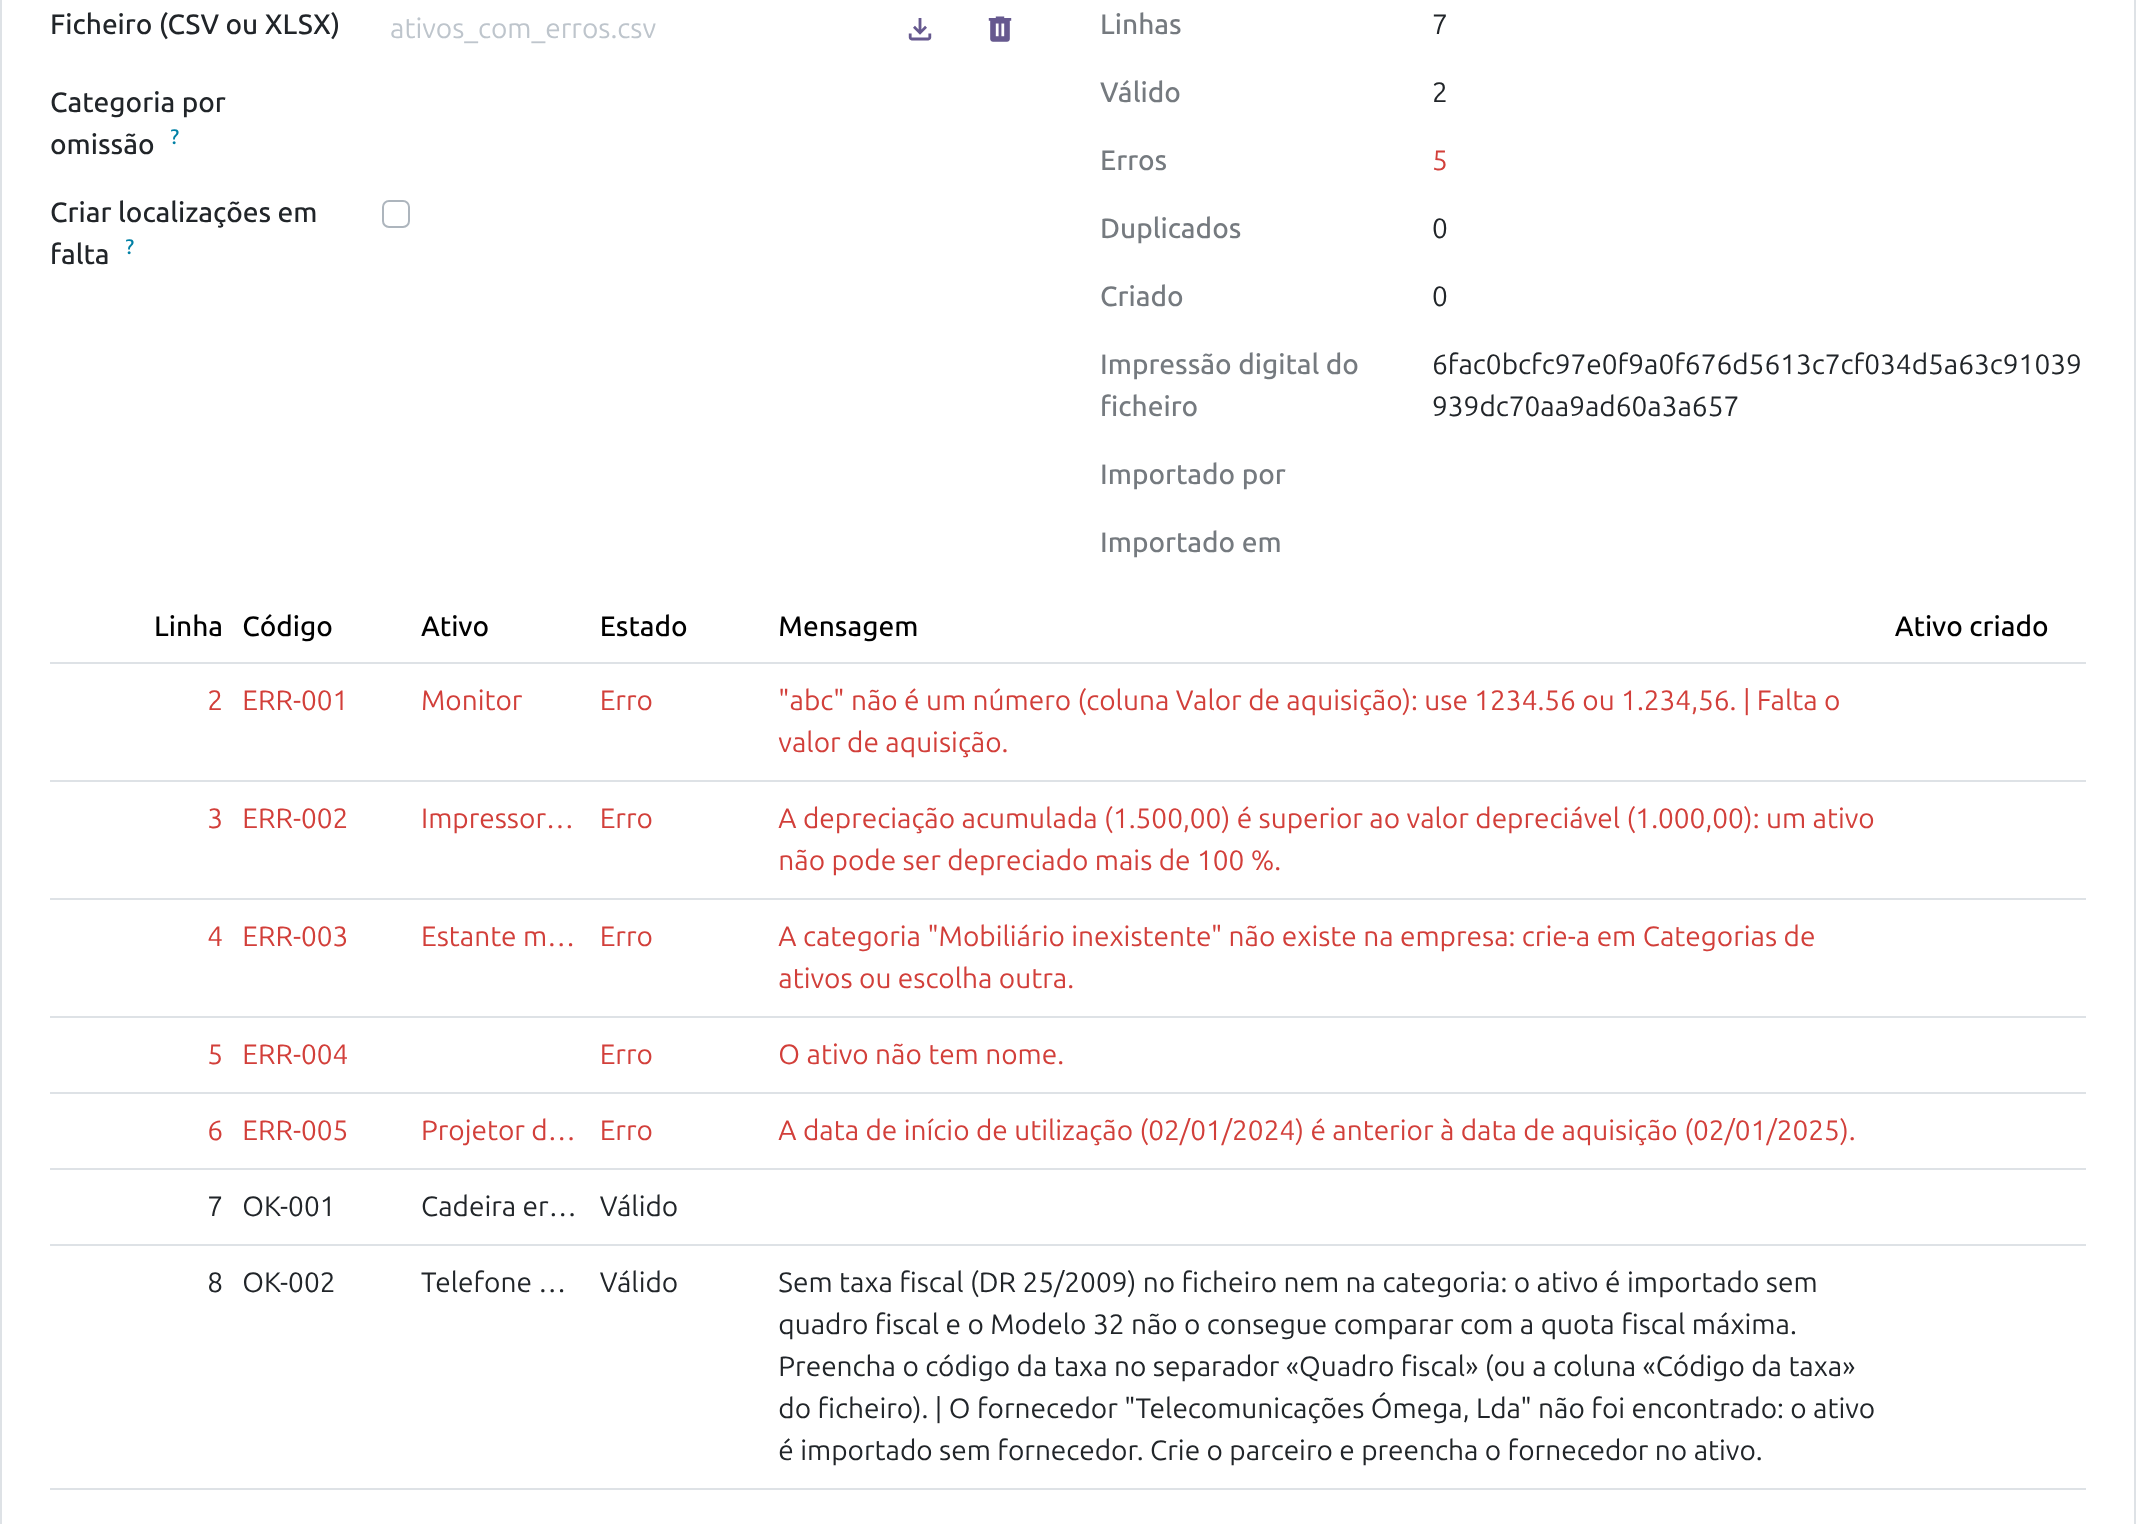 Ficheiro (CSV ou XLSX)
ativos_com_erros.csv
Categoria por
omissão ?
Criar localizações em
falta ?
Linhas 7
Válido 2
Erros 5
Duplicados 0
Criado 0
Impressão digital do
ficheiro
6fac0bcfc97e0f9a0f676d5613c7cf034d5a63c91039
939dc70aa9ad60a3a657
Importado por
Importado em
Linha Código Ativo Estado Mensagem Ativo criado
2 ERR-001 Monitor Erro "abc" não é um número (coluna Valor de aquisição): use 1234.56 ou 1.234,56. | Falta o
valor de aquisição.
3 ERR-002 Impressor... Erro A depreciação acumulada (1.500,00) é superior ao valor depreciável (1.000,00): um ativo
não pode ser depreciado mais de 100 %.
4 ERR-003 Estante m... Erro A categoria "Mobiliário inexistente" não existe na empresa: crie-a em Categorias de
ativos ou escolha outra.
5 ERR-004 Erro O ativo não tem nome.
6 ERR-005 Projetor d... Erro A data de início de utilização (02/01/2024) é anterior à data de aquisição (02/01/2025).
7 OK-001 Cadeira er... Válido
8 OK-002 Telefone ... Válido Sem taxa fiscal (DR 25/2009) no ficheiro nem na categoria: o ativo é importado sem
quadro fiscal e o Modelo 32 não o consegue comparar com a quota fiscal máxima.
Preencha o código da taxa no separador «Quadro fiscal» (ou a coluna «Código da taxa»
do ficheiro). | O fornecedor "Telecomunicações Ómega, Lda" não foi encontrado: o ativo
é importado sem fornecedor. Crie o parceiro e preencha o fornecedor no ativo.